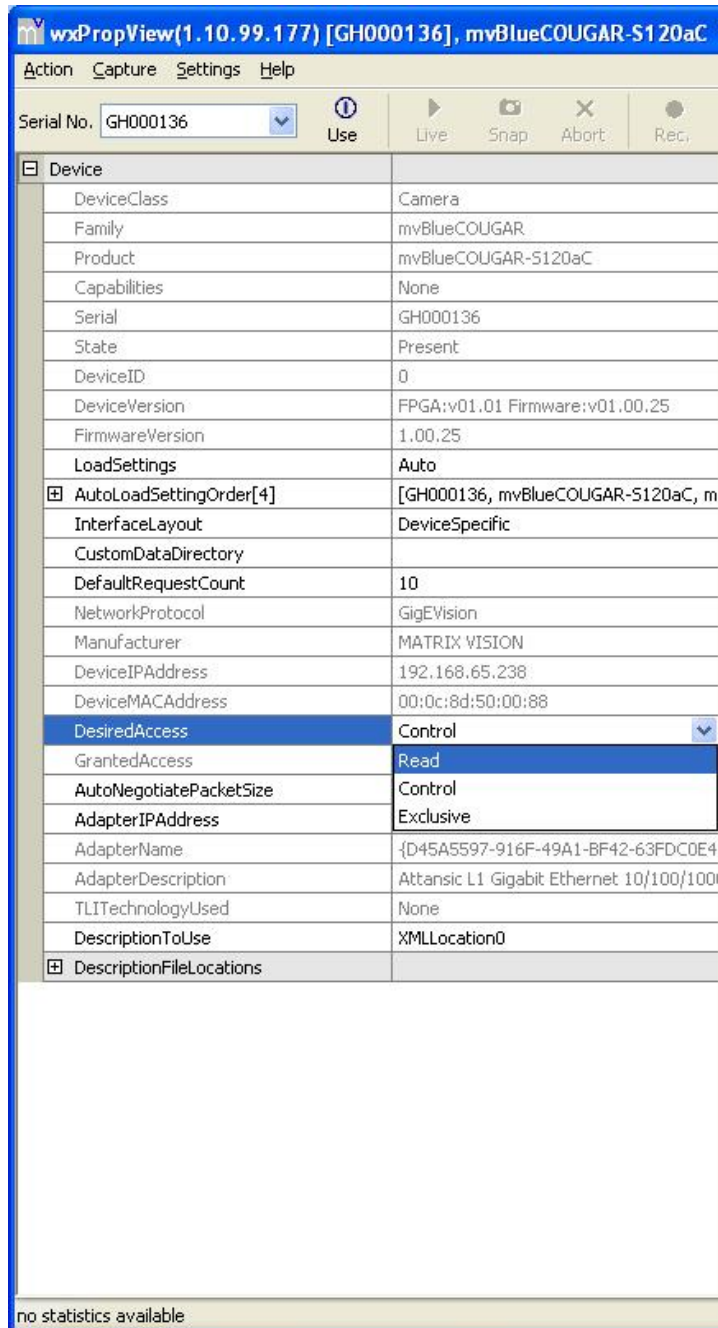 wxPropView(1.10.99.177) [GH000136], mvBlueCOUGAR-S120aC
Action Capture Settings Help
Serial No. GH000136 Use Live Snap Abort Rec.
Device
DeviceClass Camera
Family mvBlueCOUGAR
Product mvBlueCOUGAR-S120aC
Capabilities None
Serial GH000136
State Present
DeviceID 0
DeviceVersion FPGA:v01.01 Firmware:v01.00.25
FirmwareVersion 1.00.25
LoadSettings Auto
AutoLoadSettingOrder[4] [GH000136, mvBlueCOUGAR-S120aC, m
InterfaceLayout DeviceSpecific
CustomDataDirectory
DefaultRequestCount 10
NetworkProtocol GigEVision
Manufacturer MATRIX VISION
DeviceIPAddress 192.168.65.238
DeviceMACAddress 00:0c:8d:50:00:88
DesiredAccess Control
GrantedAccess Read
AutoNegotiatePacketSize Control
AdapterIPAddress Exclusive
AdapterName {D45A5597-916F-49A1-BF42-63FDC0E4
AdapterDescription Attansic L1 Gigabit Ethernet 10/100/100
TLITechnologyUsed None
DescriptionToUse XMLLocation0
DescriptionFileLocations
no statistics available